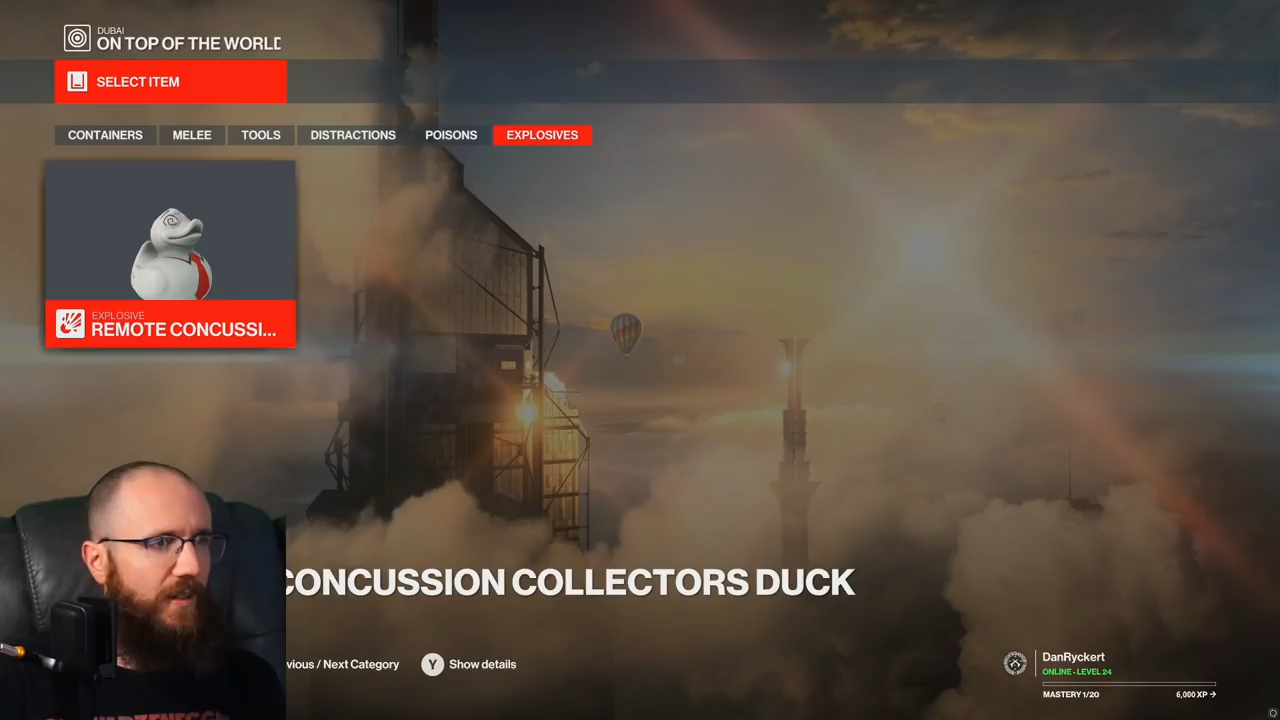 DUBAI
ON TOP OF THE WORLD
SELECT ITEM
CONTAINERS MELEE TOOLS DISTRACTIONS POISONS EXPLOSIVES
EXPLOSIVE
REMOTE CONCUSSI...
CONCUSSION COLLECTORS DUCK
vious / Next Category
Y Show details
DanRyckert
ONLINE - LEVEL 24
MASTERY 1/20
6,000 XP →